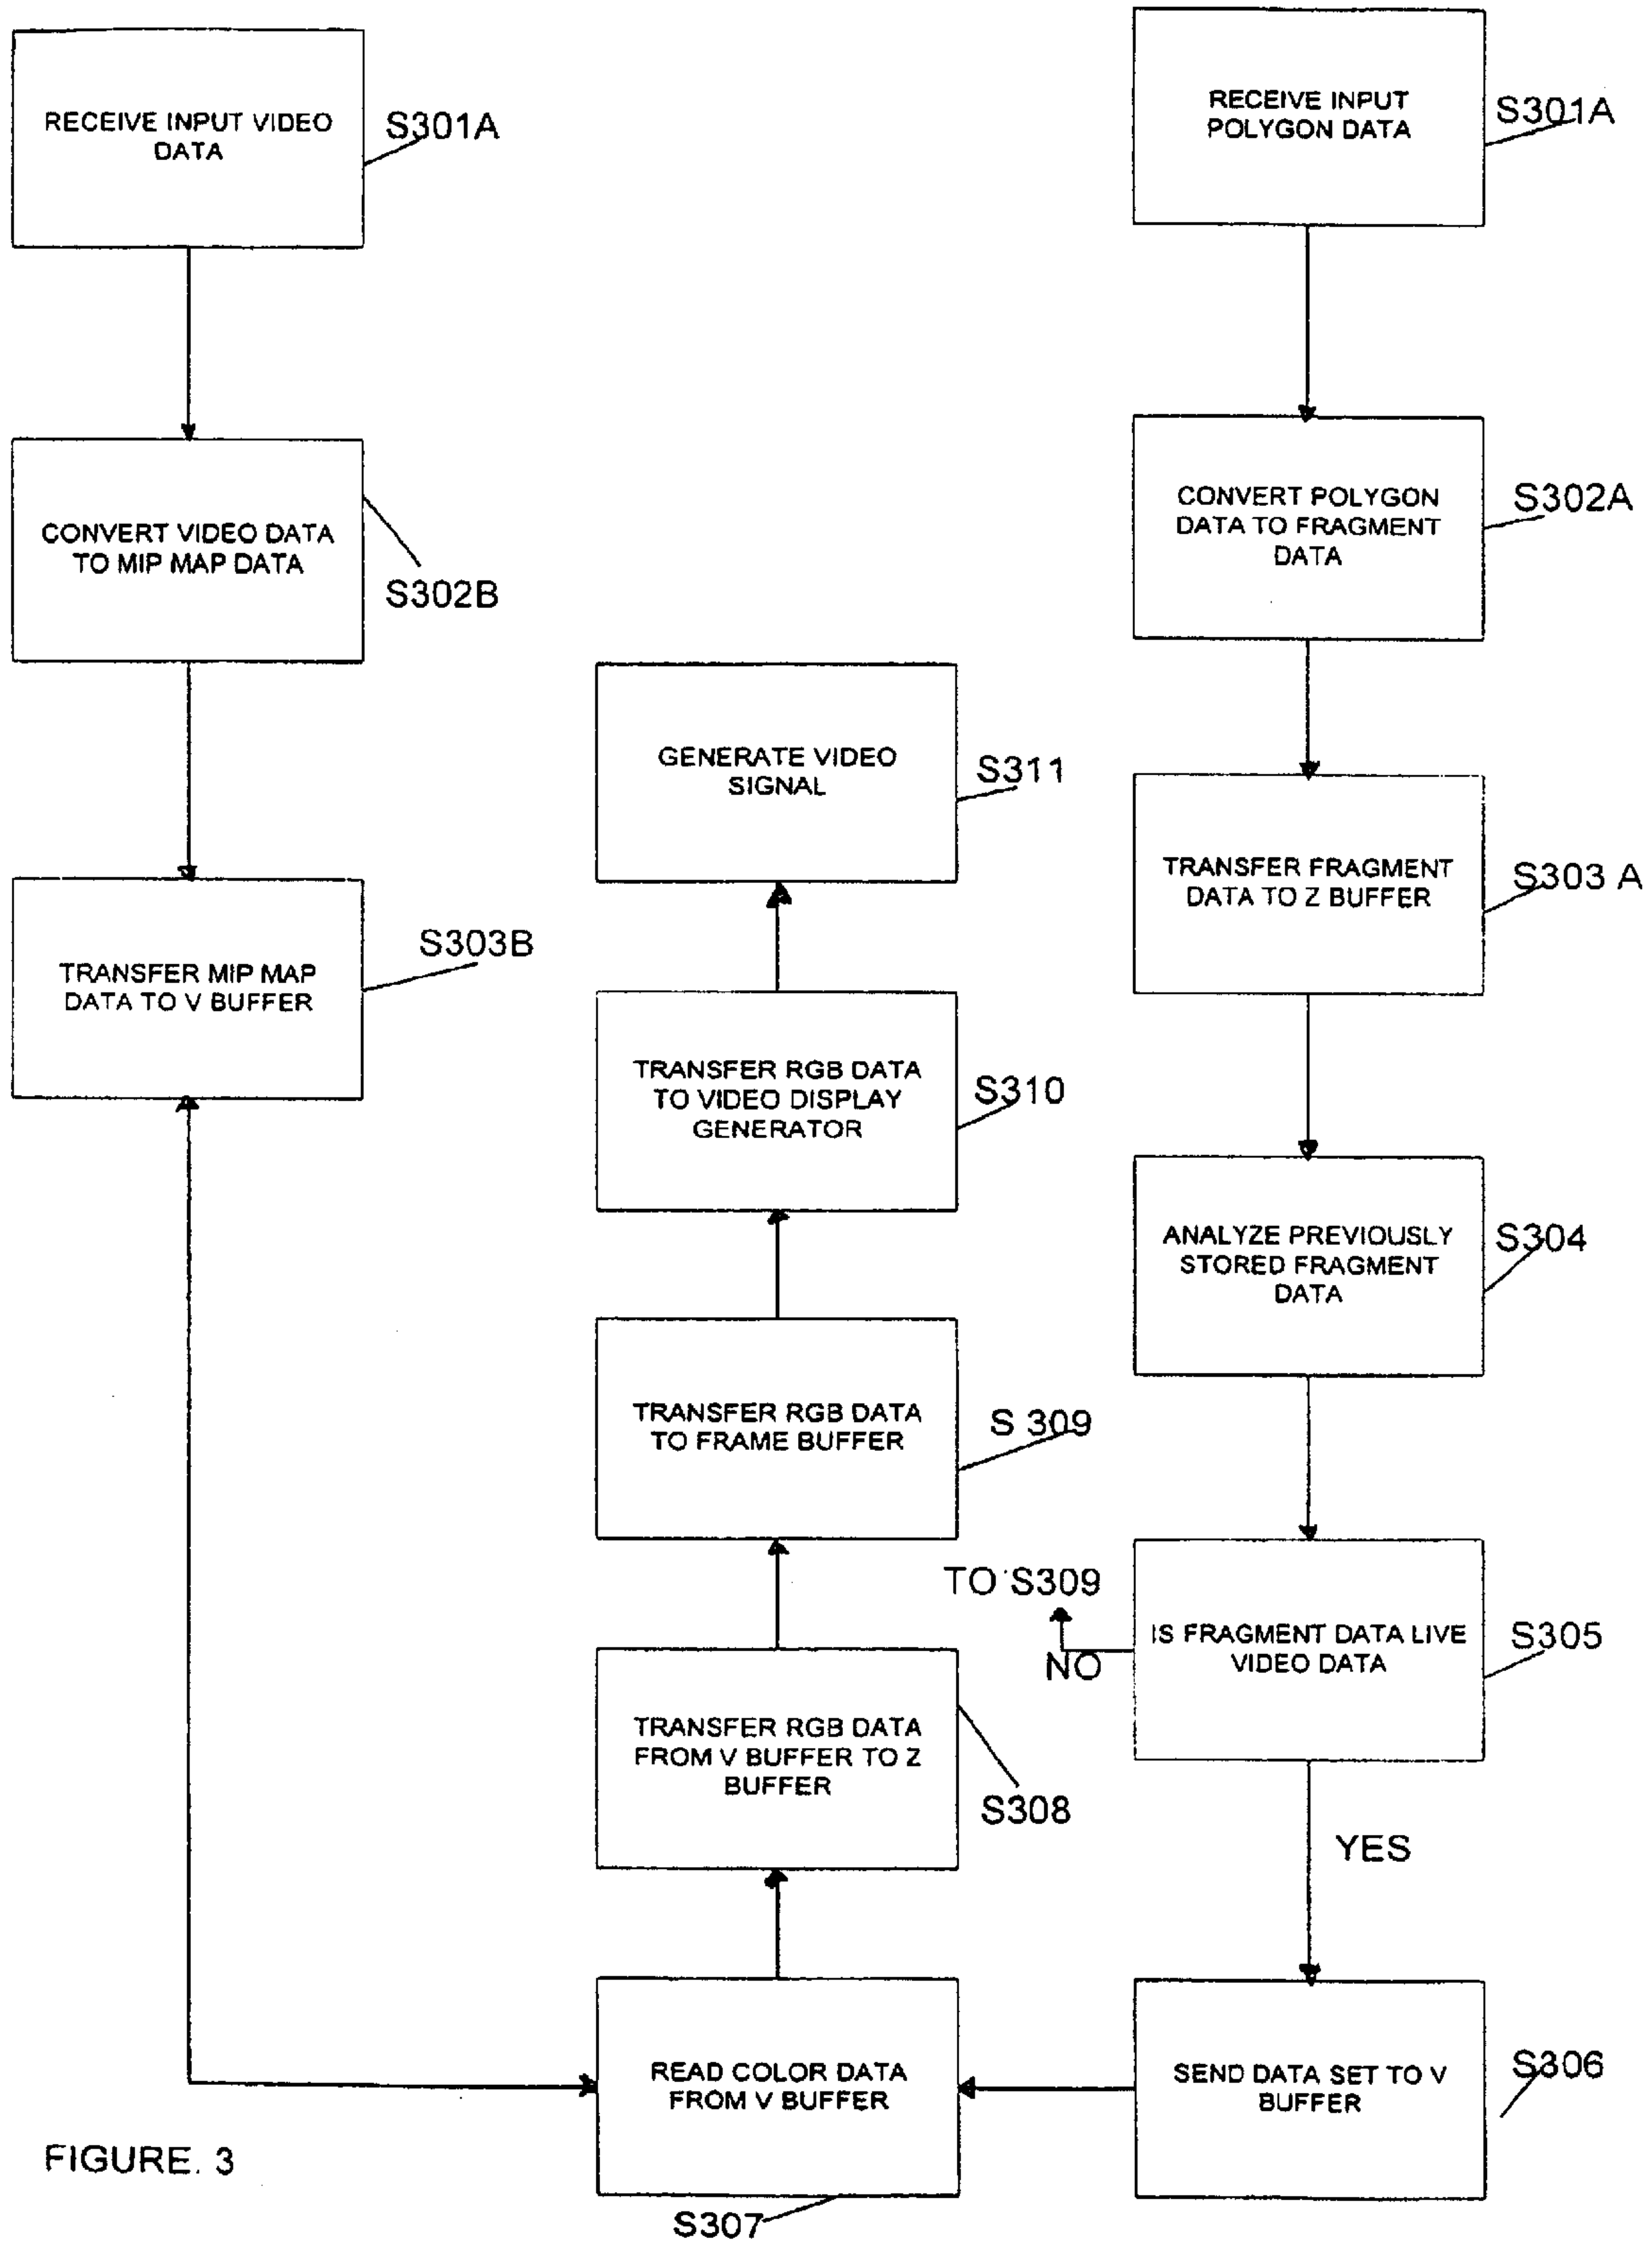 RECEIVE INPUT VIDEO
DATA
S301A
CONVERT VIDEO DATA
TO MIP MAP DATA
S302B
TRANSFER MIP MAP
DATA TO V BUFFER
S303B
GENERATE VIDEO
SIGNAL
S311
TRANSFER RGB DATA
TO VIDEO DISPLAY
GENERATOR
S310
TRANSFER RGB DATA
TO FRAME BUFFER
S 309
TRANSFER RGB DATA
FROM V BUFFER TO Z
BUFFER
S308
READ COLOR DATA
FROM V BUFFER
S307
RECEIVE INPUT
POLYGON DATA
S301A
CONVERT POLYGON
DATA TO FRAGMENT
DATA
S302A
TRANSFER FRAGMENT
DATA TO Z BUFFER
S303 A
ANALYZE PREVIOUSLY
STORED FRAGMENT
DATA
S304
TO S309
NO
IS FRAGMENT DATA LIVE
VIDEO DATA
S305
YES
SEND DATA SET TO V
BUFFER
S306
FIGURE. 3